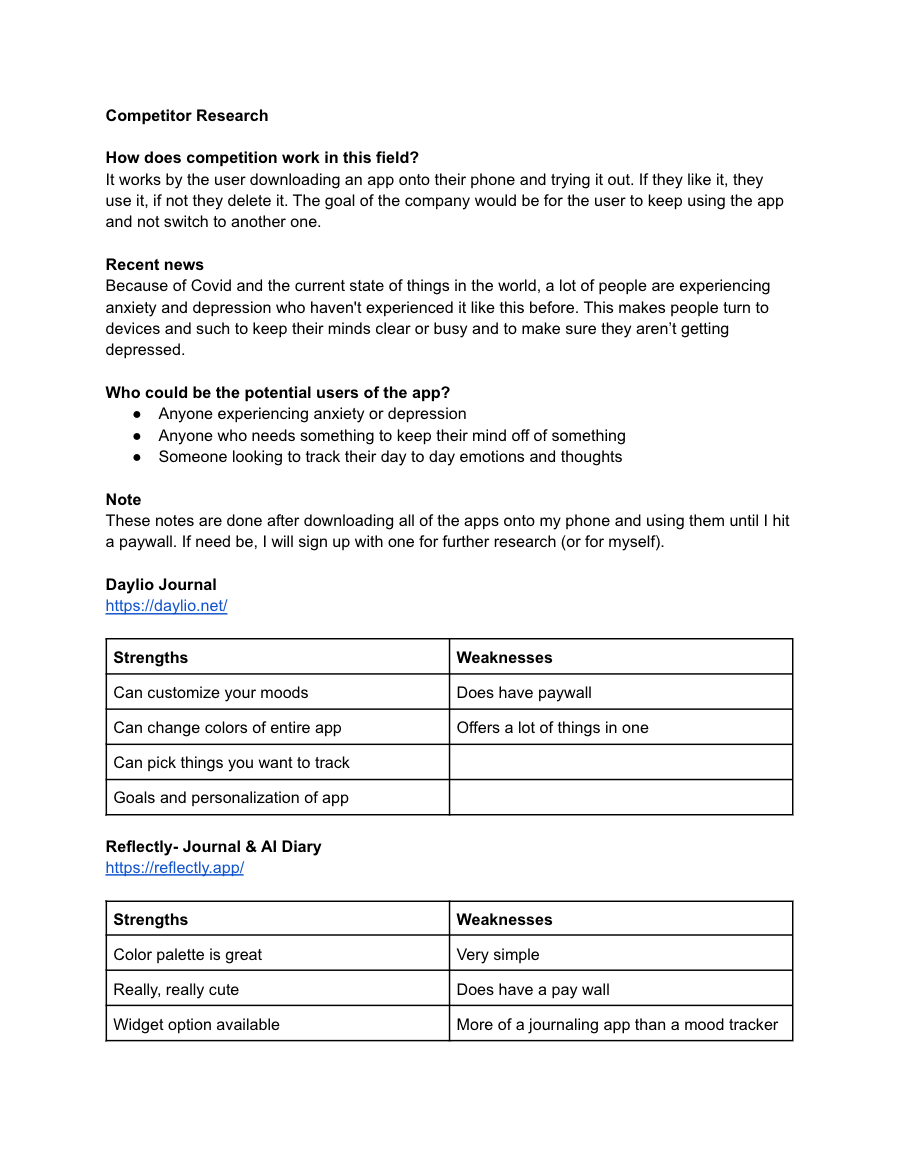 Competitor Research
How does competition work in this field?
It works by the user downloading an app onto their phone and trying it out. If they like it, they
use it, if not they delete it. The goal of the company would be for the user to keep using the app
and not switch to another one.
Recent news
Because of Covid and the current state of things in the world, a lot of people are experiencing
anxiety and depression who haven't experienced it like this before. This makes people turn to
devices and such to keep their minds clear or busy and to make sure they aren’t getting
depressed.
Who could be the potential users of the app?
● Anyone experiencing anxiety or depression
● Anyone who needs something to keep their mind off of something
● Someone looking to track their day to day emotions and thoughts
Note
These notes are done after downloading all of the apps onto my phone and using them until I hit
a paywall. If need be, I will sign up with one for further research (or for myself).
Daylio Journal
https://daylio.net/
Strengths Weaknesses
Can customize your moods Does have paywall
Can change colors of entire app Offers a lot of things in one
Can pick things you want to track
Goals and personalization of app
Reflectly- Journal & AI Diary
https://reflectly.app/
Strengths Weaknesses
Color palette is great Very simple
Really, really cute Does have a pay wall
Widget option available More of a journaling app than a mood tracker